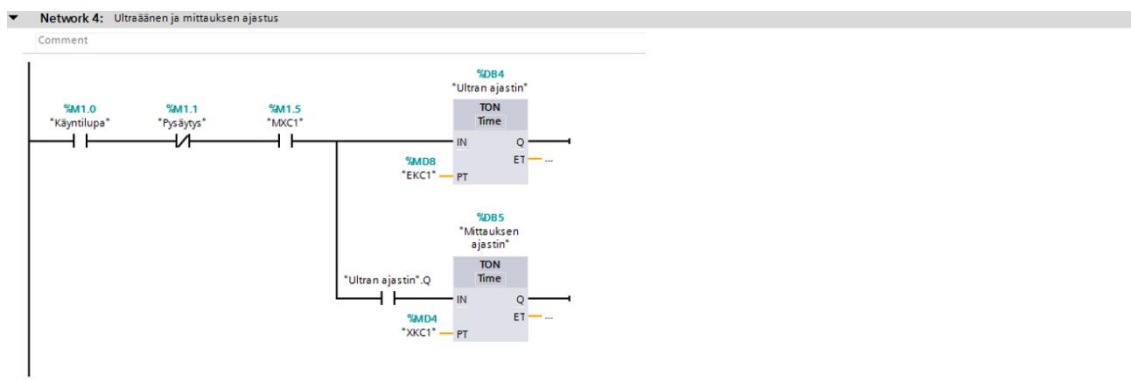 Network 4: Ultraäänen ja mittauksen ajastus
Comment
%DB4
"Ultran ajastin"
%M1.0
"Käyntilupa"
%M1.1
"Pysäytys"
%M1.5
"MXC1"
TON
Time
IN Q
%MD8
"EKC1"
ET ...
PT
%DB5
"Mittauksen
ajastin"
TON
Time
"Ultran ajastin".Q
IN Q
%MD4
"XKC1"
ET ...
PT